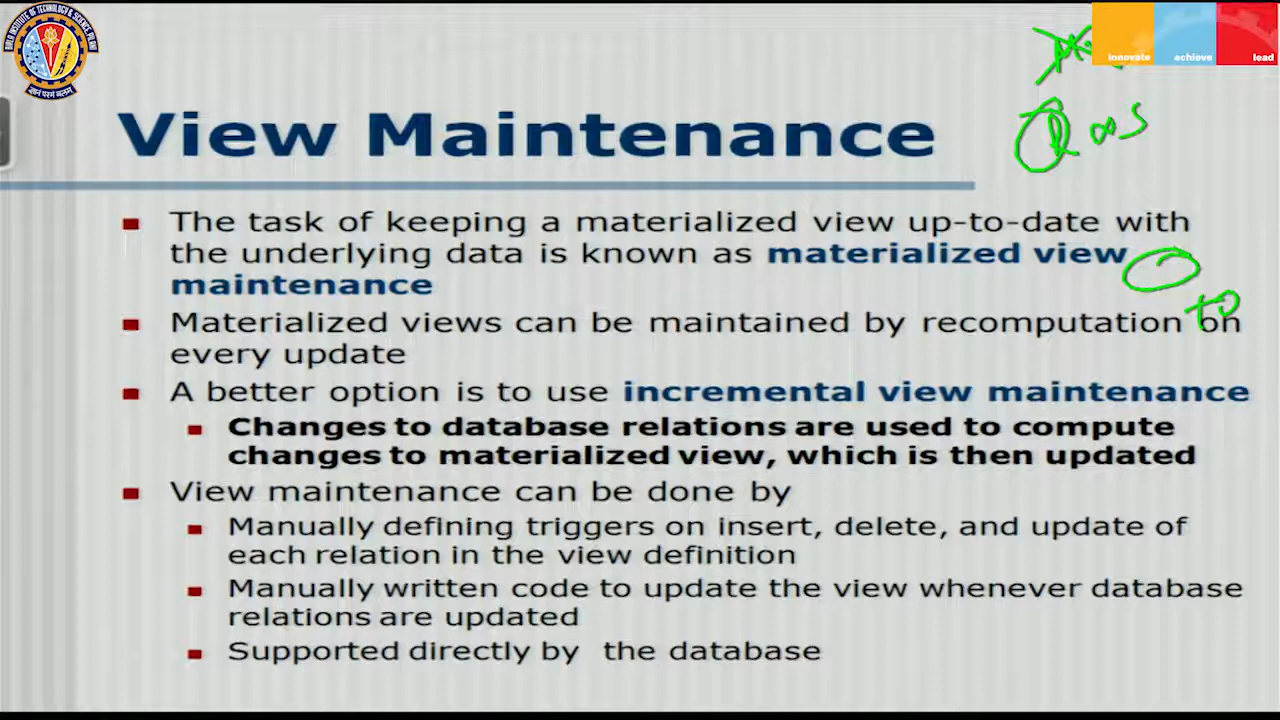 innovate achieve lead
View Maintenance
The task of keeping a materialized view up-to-date with
the underlying data is known as materialized view
maintenance
Materialized views can be maintained by recomputation on
every update
A better option is to use incremental view maintenance
Changes to database relations are used to compute
changes to materialized view, which is then updated
View maintenance can be done by
Manually defining triggers on insert, delete, and update of
each relation in the view definition
Manually written code to update the view whenever database
relations are updated
Supported directly by the database